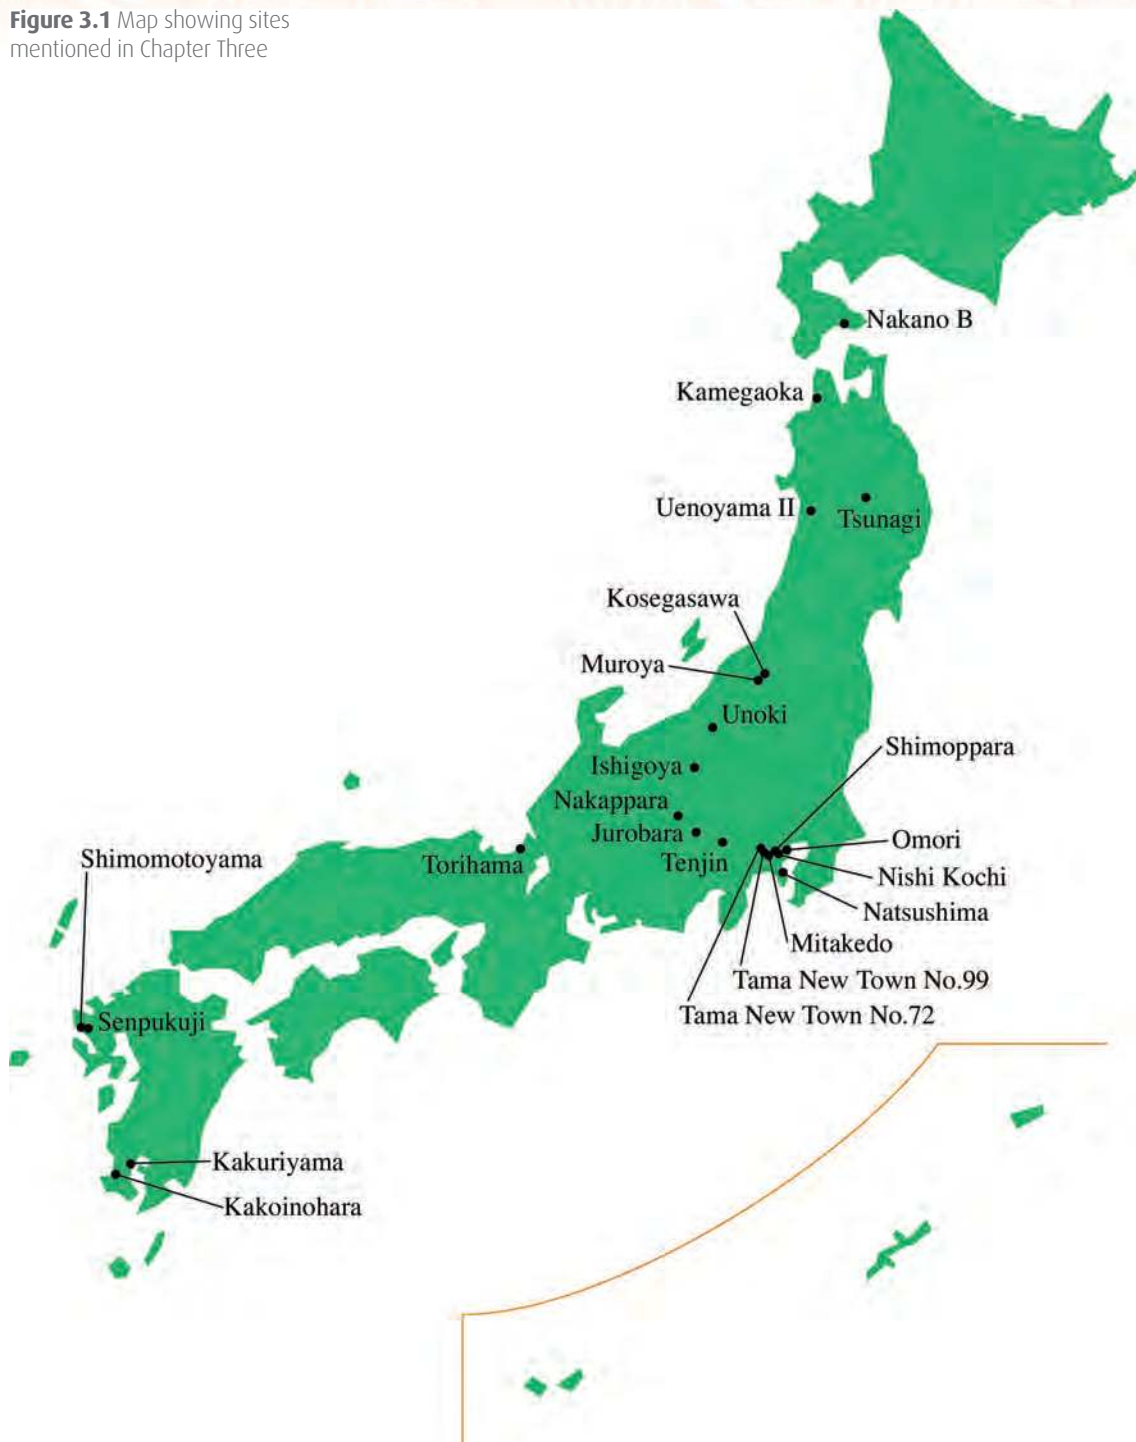 Figure 3.1 Map showing sites
mentioned in Chapter Three
Nakano B
Kamegaoka
Uenoyama II
Tsunagi
Kosegasawa
Muroya
Unoki
Shimoppara
Ishigoya
Nakappara
Jurobara
Omori
Shimomotoyama
Torihama
Tenjin
Nishi Kochi
Natsushima
Mitakedo
Tama New Town No.99
Tama New Town No.72
Senpukuji
Kakuriyama
Kakoinohara